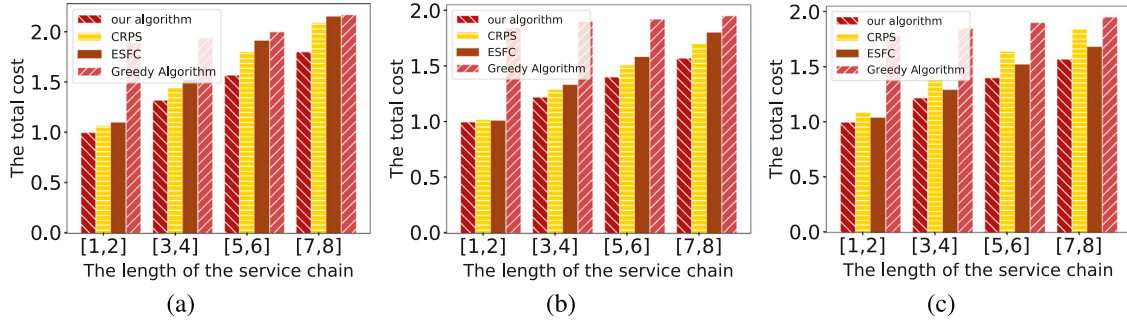 our algorithm
CRPS
ESFC
Greedy Algorithm
The total cost
2.0
1.5
1.0
0.5
0.0
[1,2] [3,4] [5,6] [7,8]
The length of the service chain
(a)
our algorithm
CRPS
ESFC
Greedy Algorithm
The total cost
2.0
1.5
1.0
0.5
0.0
[1,2] [3,4] [5,6] [7,8]
The length of the service chain
(b)
our algorithm
CRPS
ESFC
Greedy Algorithm
The total cost
2.0
1.5
1.0
0.5
0.0
[1,2] [3,4] [5,6] [7,8]
The length of the service chain
(c)